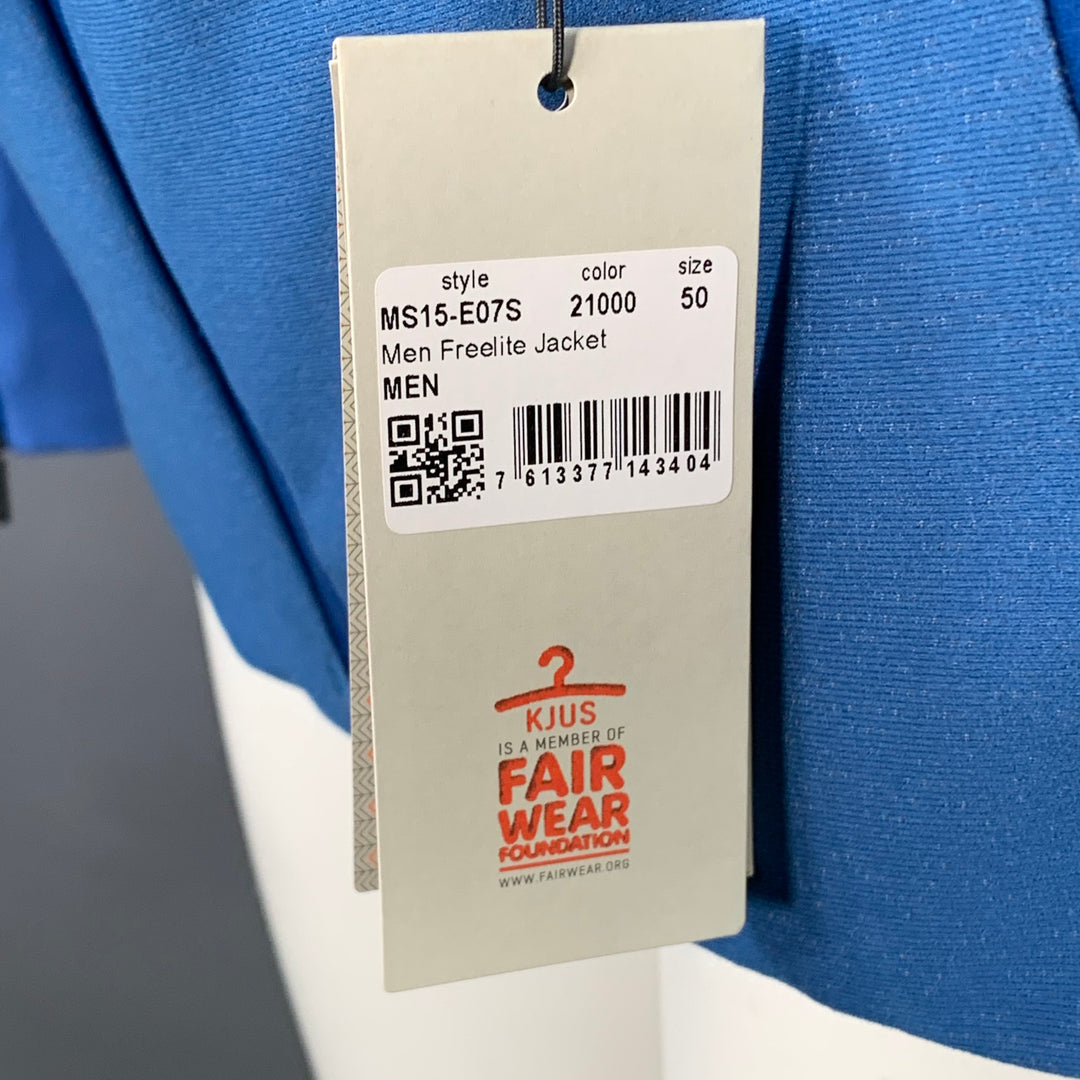 style color size
MS15-E07S 21000 50
Men Freelite Jacket
MEN
7 613377 143404
KJUS
IS A MEMBER OF
FAIR
WEAR
FOUNDATION
WWW.FAIRWEAR.ORG